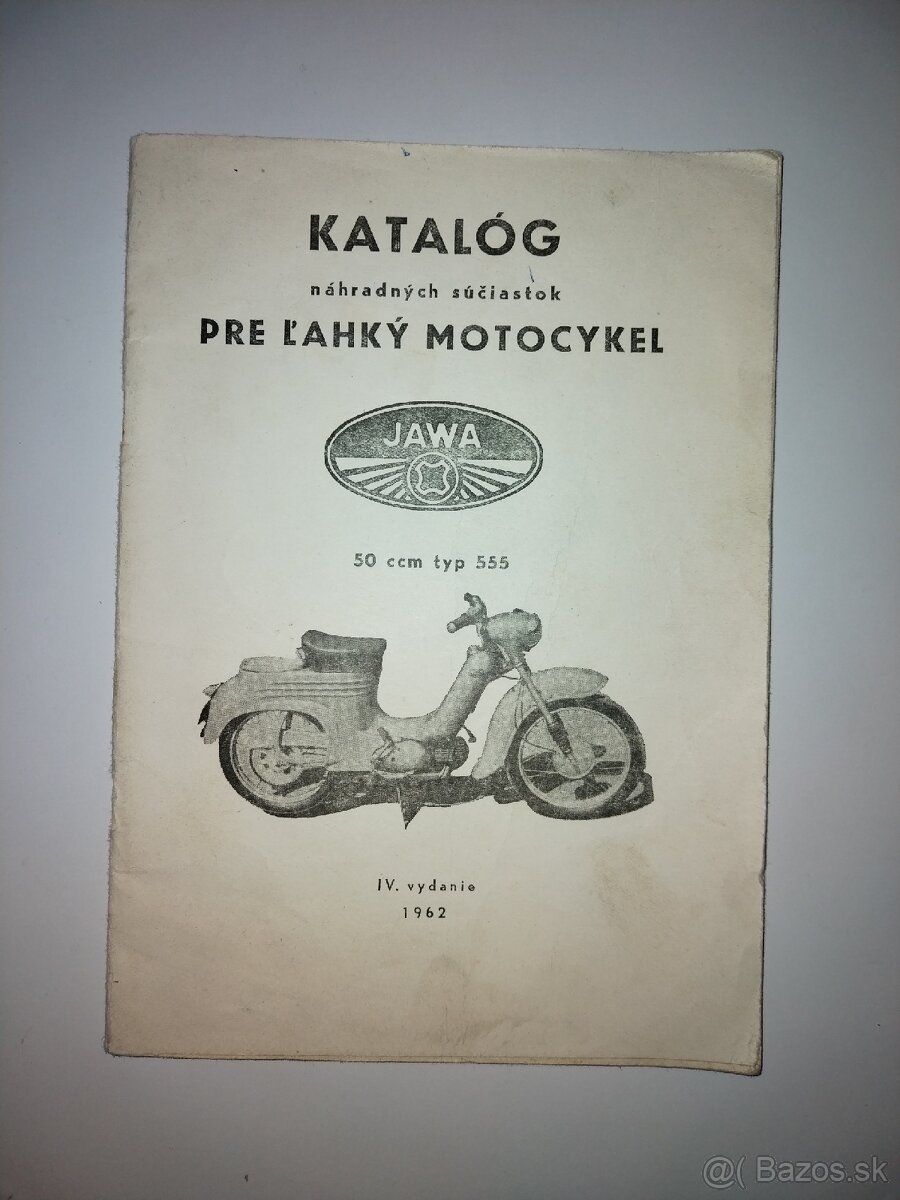 KATALÓG
náhradných súčiastok
PRE ĽAHKÝ MOTOCYKEL
JAWA
50 ccm typ 555
IV. vydanie
1962
@( Bazos.sk